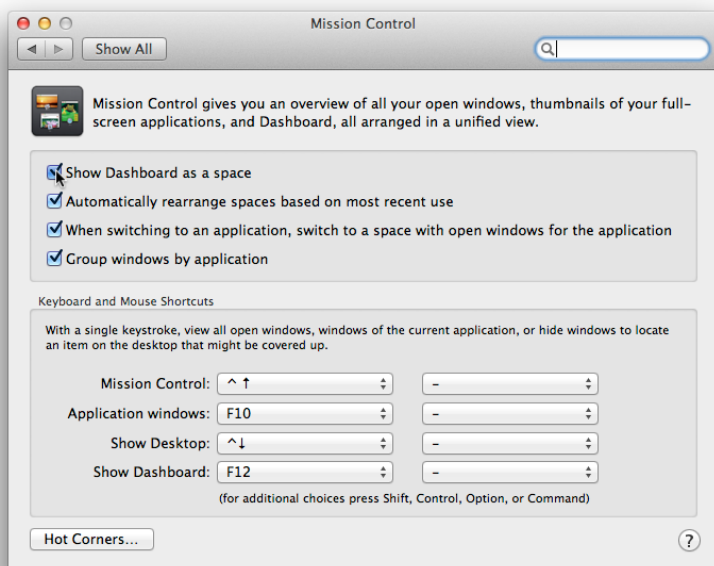 Mission Control
Show All
Mission Control gives you an overview of all your open windows, thumbnails of your full-
screen applications, and Dashboard, all arranged in a unified view.
Show Dashboard as a space
Automatically rearrange spaces based on most recent use
When switching to an application, switch to a space with open windows for the application
Group windows by application
Keyboard and Mouse Shortcuts
With a single keystroke, view all open windows, windows of the current application, or hide windows to locate
an item on the desktop that might be covered up.
Mission Control: ^ ↑ –
Application windows: F10 –
Show Desktop: ^↓ –
Show Dashboard: F12 –
(for additional choices press Shift, Control, Option, or Command)
Hot Corners... ?